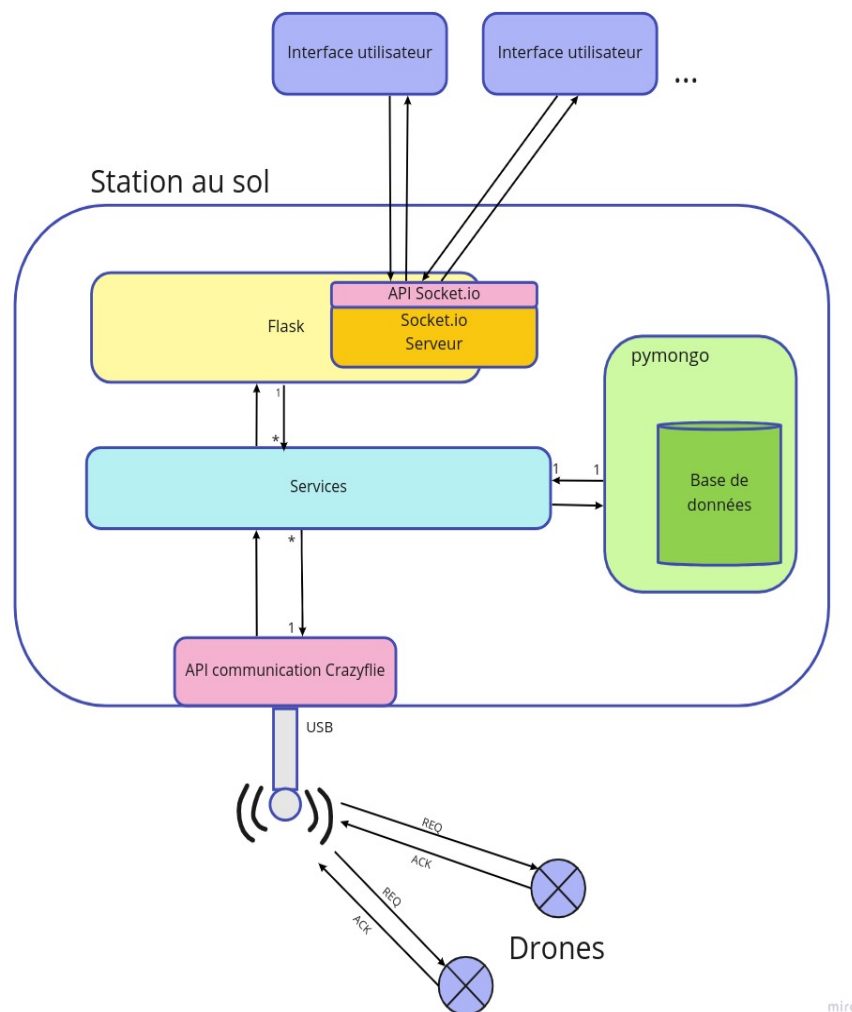 Interface utilisateur
Interface utilisateur
...
Station au sol
API Socket.io
Flask
Socket.io
Serveur
pymongo
1
*
Services
1
1
Base de
données
*
1
API communication Crazyflie
USB
REQ
ACK
REQ
ACK
Drones